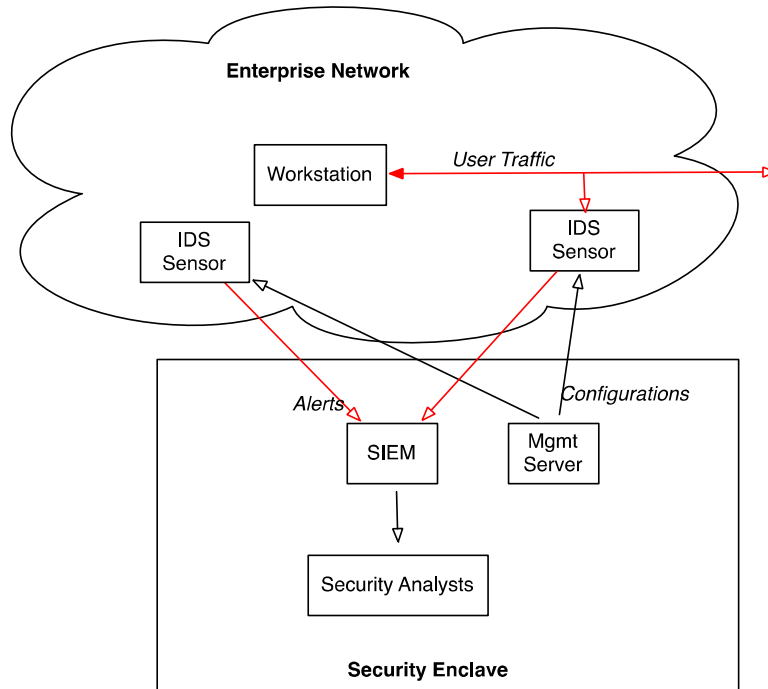 Enterprise Network
User Traffic
Workstation
IDS
Sensor
IDS
Sensor
Alerts
Configurations
SIEM
Mgmt
Server
Security Analysts
Security Enclave